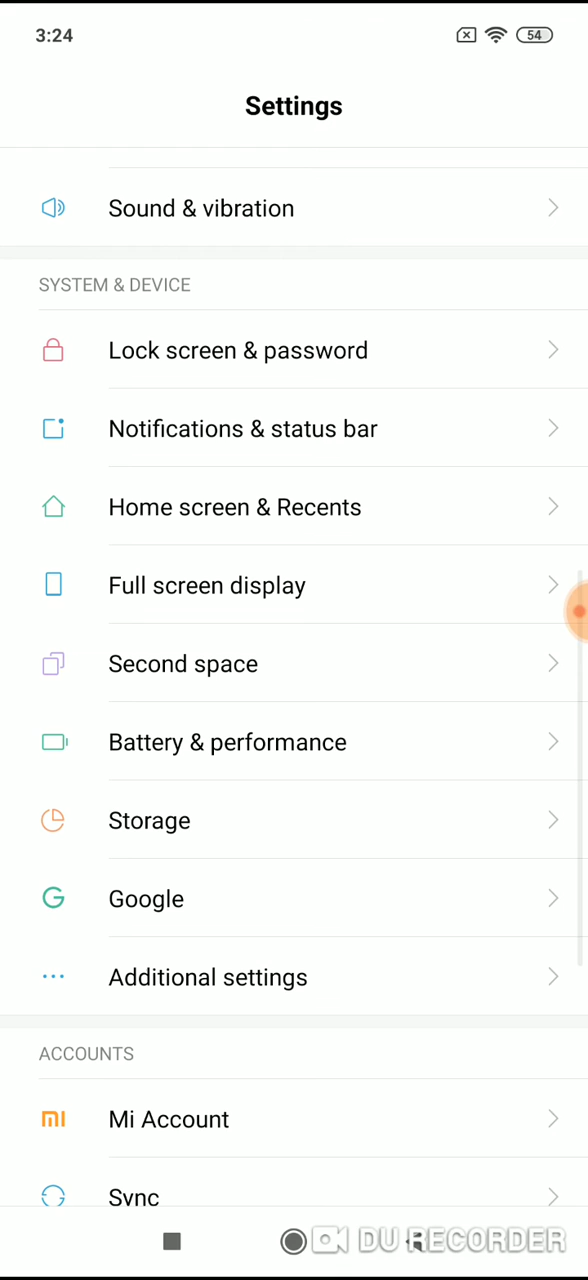 3:24
54
Settings
Sound & vibration
SYSTEM & DEVICE
Lock screen & password
Notifications & status bar
Home screen & Recents
Full screen display
Second space
Battery & performance
Storage
Google
Additional settings
ACCOUNTS
Mi Account
Sync
DU RECORDER